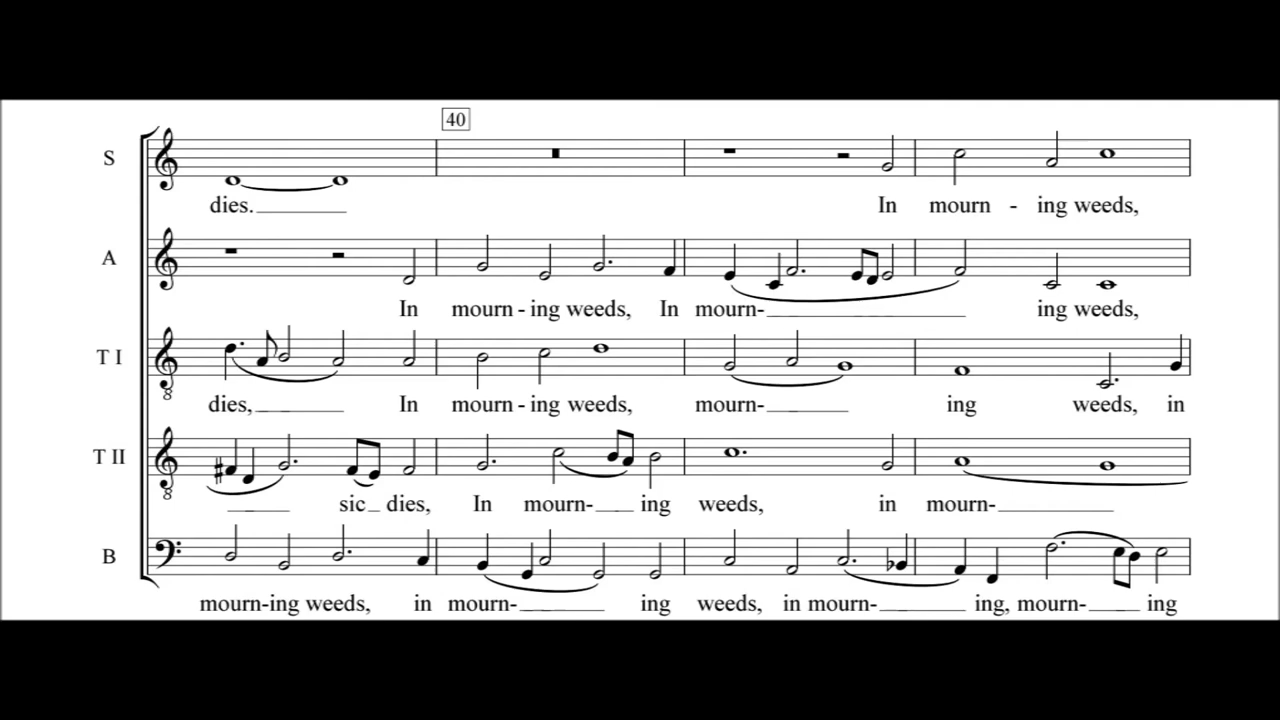 40
S
dies.
In mourn - ing weeds,
A
In mourn - ing weeds, In mourn- ing weeds,
T I
dies, In mourn - ing weeds, mourn- ing weeds, in
T II
sic dies, In mourn- ing weeds, in mourn-
B
mourn-ing weeds, in mourn- ing weeds, in mourn- ing, mourn- ing